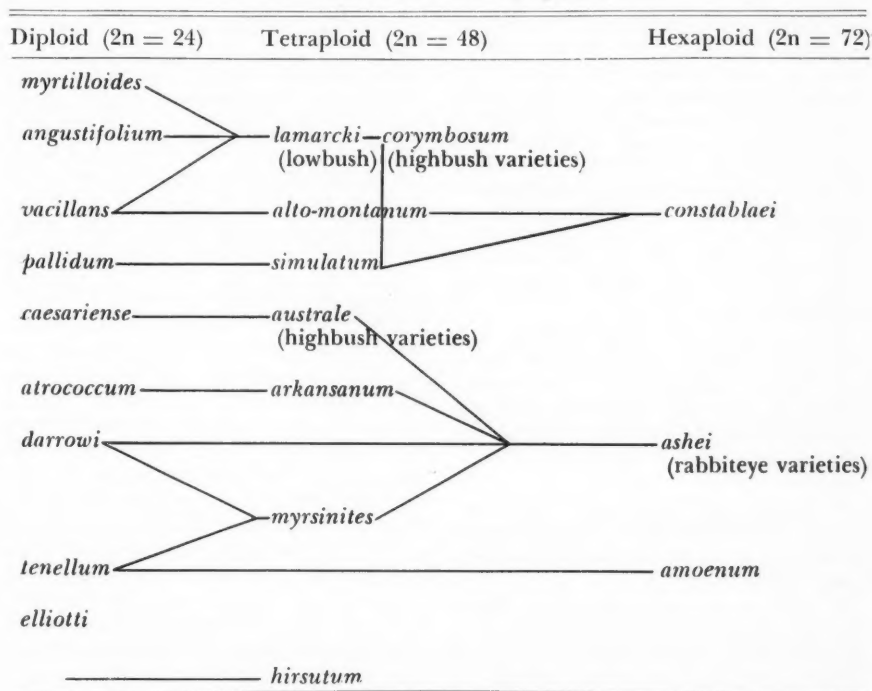 Diploid (2n = 24) Tetraploid (2n = 48) Hexaploid (2n = 72)
myrtilloides
angustifolium lamarcki corymbosum
(lowbush) (highbush varieties)
vacillans alto-montanum constablaei
pallidum simulatum
caesariense australe
(highbush varieties)
atrococcum arkansanum
darrowi ashei
(rabbiteye varieties)
myrsinites
tenellum amoenum
elliotti
hirsutum